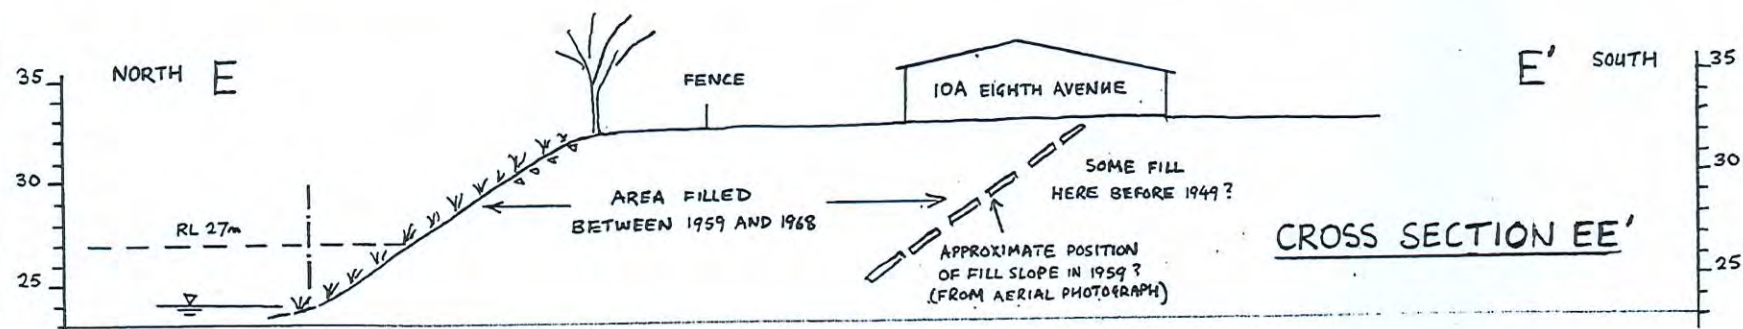 35
NORTH E
FENCE
10A EIGHTH AVENUE
E' SOUTH
35
30
AREA FILLED
BETWEEN 1959 AND 1968
SOME FILL
HERE BEFORE 1949?
30
RL 27m
APPROXIMATE POSITION
OF FILL SLOPE IN 1959?
(FROM AERIAL PHOTOGRAPH)
CROSS SECTION EE'
25
25